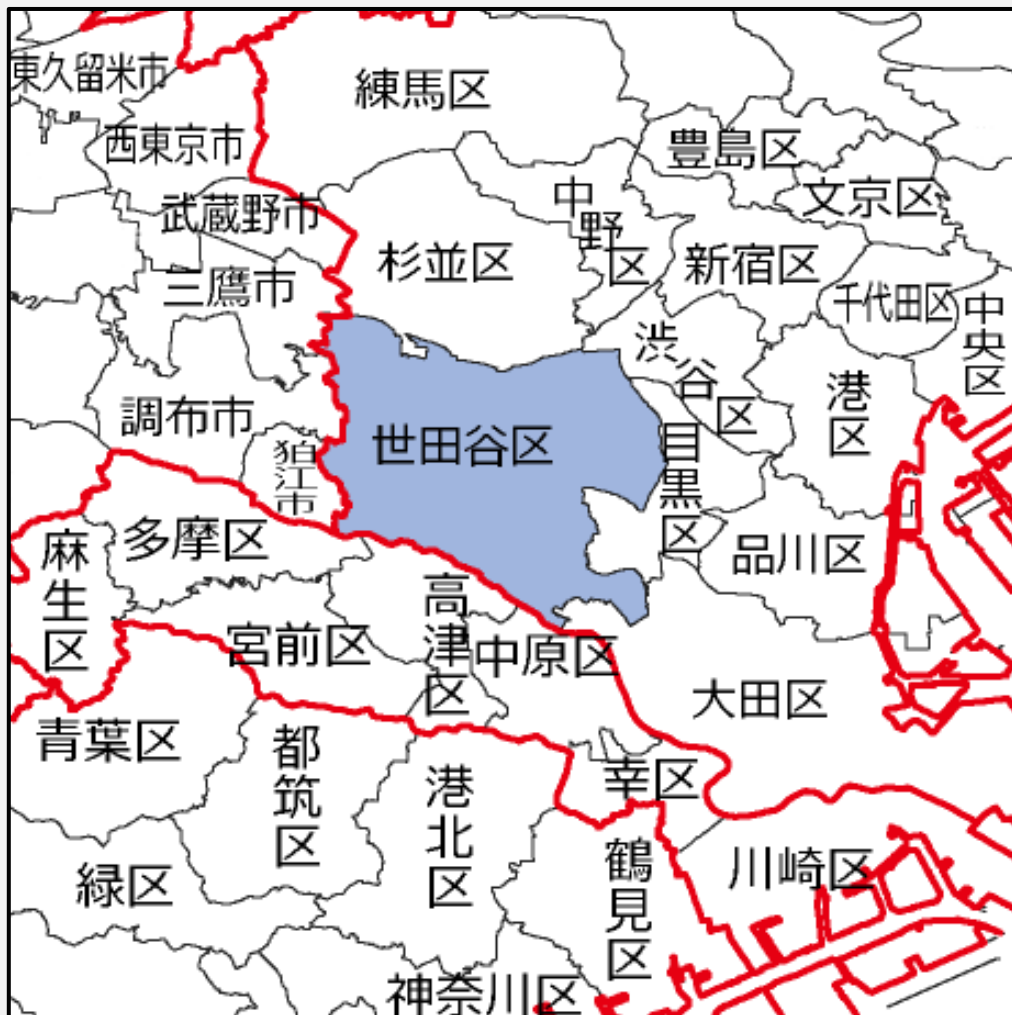 東久留米市
練馬区
西東京市
豊島区
武蔵野市
中野区
文京区
杉並区
新宿区
三鷹市
千代田区
中央区
渋谷区
港区
調布市
狛江市
世田谷区
目黒区
麻生区
多摩区
品川区
高津区
宮前区
中原区
大田区
青葉区
都筑区
港北区
幸区
緑区
鶴見区
川崎区
神奈川区